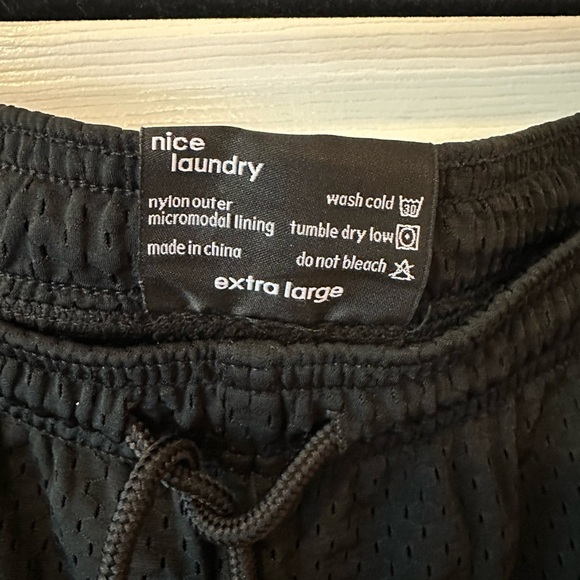 nice
laundry
nylon outer
micromodal lining
made in china
wash cold 30
tumble dry low
do not bleach
extra large